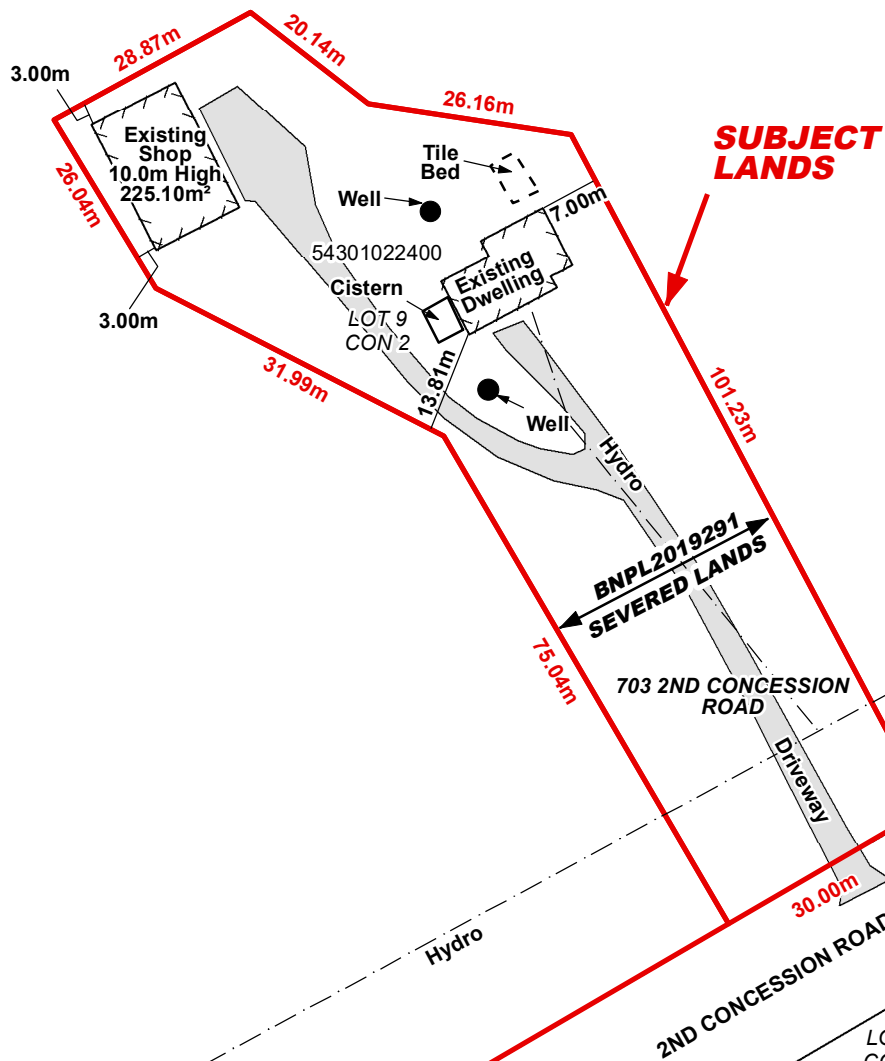 28.87m
20.14m
3.00m
26.16m
Existing
Shop
10.0m High
225.10m²
SUBJECT
LANDS
Tile
Bed
26.04m
Well
7.00m
54301022400
Existing
Dwelling
Cistern
LOT 9
CON 2
3.00m
31.99m
13.81m
101.23m
Well
Hydro
BNPL2019291
SEVERED LANDS
75.04m
703 2ND CONCESSION
ROAD
Driveway
30.00m
Hydro
2ND CONCESSION ROAD